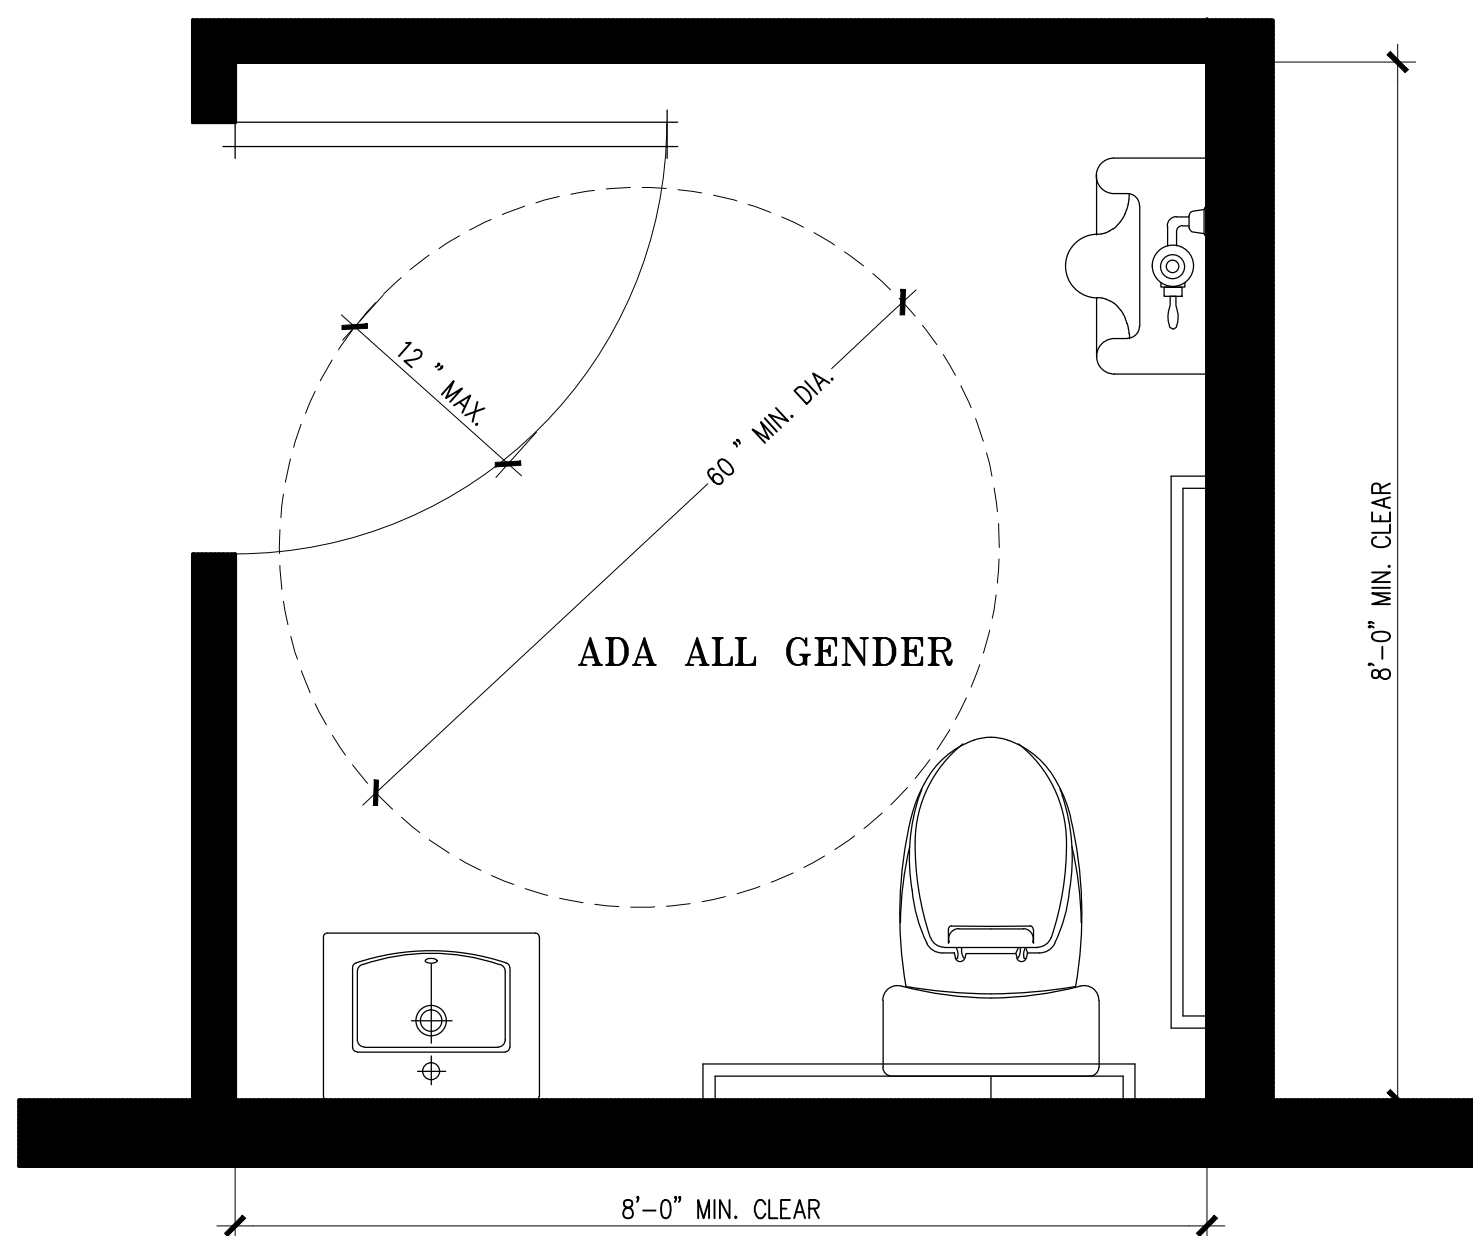 12 ” MAX.
60 ” MIN. DIA.
ADA ALL GENDER
8'-0” MIN. CLEAR
8'-0” MIN. CLEAR